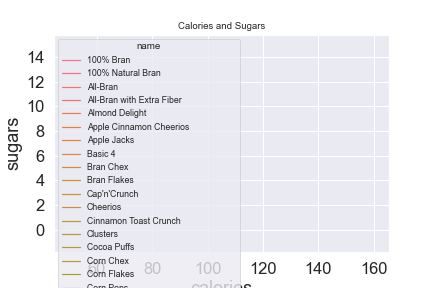 Calories and Sugars
name
100% Bran
100% Natural Bran
All-Bran
All-Bran with Extra Fiber
Almond Delight
Apple Cinnamon Cheerios
Apple Jacks
Basic 4
Bran Chex
Bran Flakes
Cap'n'Crunch
Cheerios
Cinnamon Toast Crunch
Clusters
Cocoa Puffs
Corn Chex
Corn Flakes
Corn Pops
sugars
14
12
10
8
6
4
2
0
60 80 100 120 140 160
calories